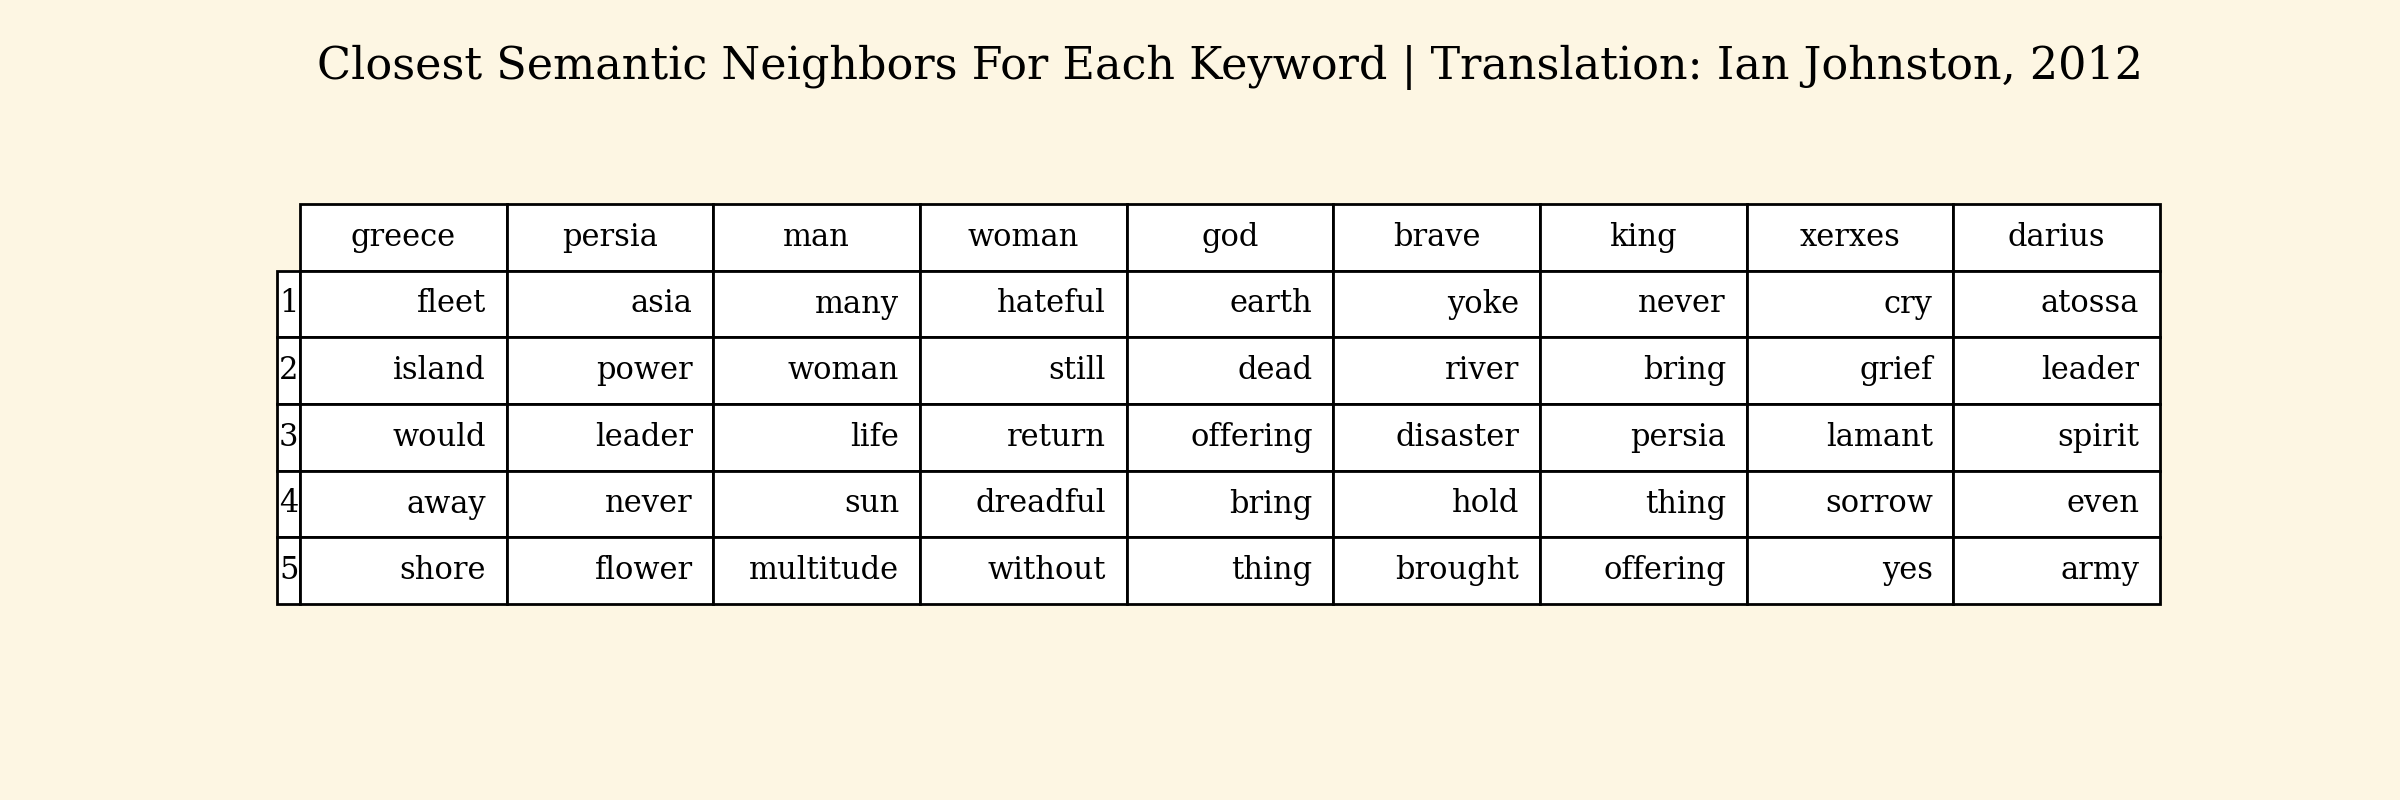 Closest Semantic Neighbors For Each Keyword | Translation: Ian Johnston, 2012
greece persia man woman god brave king xerxes darius
1 fleet asia many hateful earth yoke never cry atossa
2 island power woman still dead river bring grief leader
3 would leader life return offering disaster persia lamant spirit
4 away never sun dreadful bring hold thing sorrow even
5 shore flower multitude without thing brought offering yes army